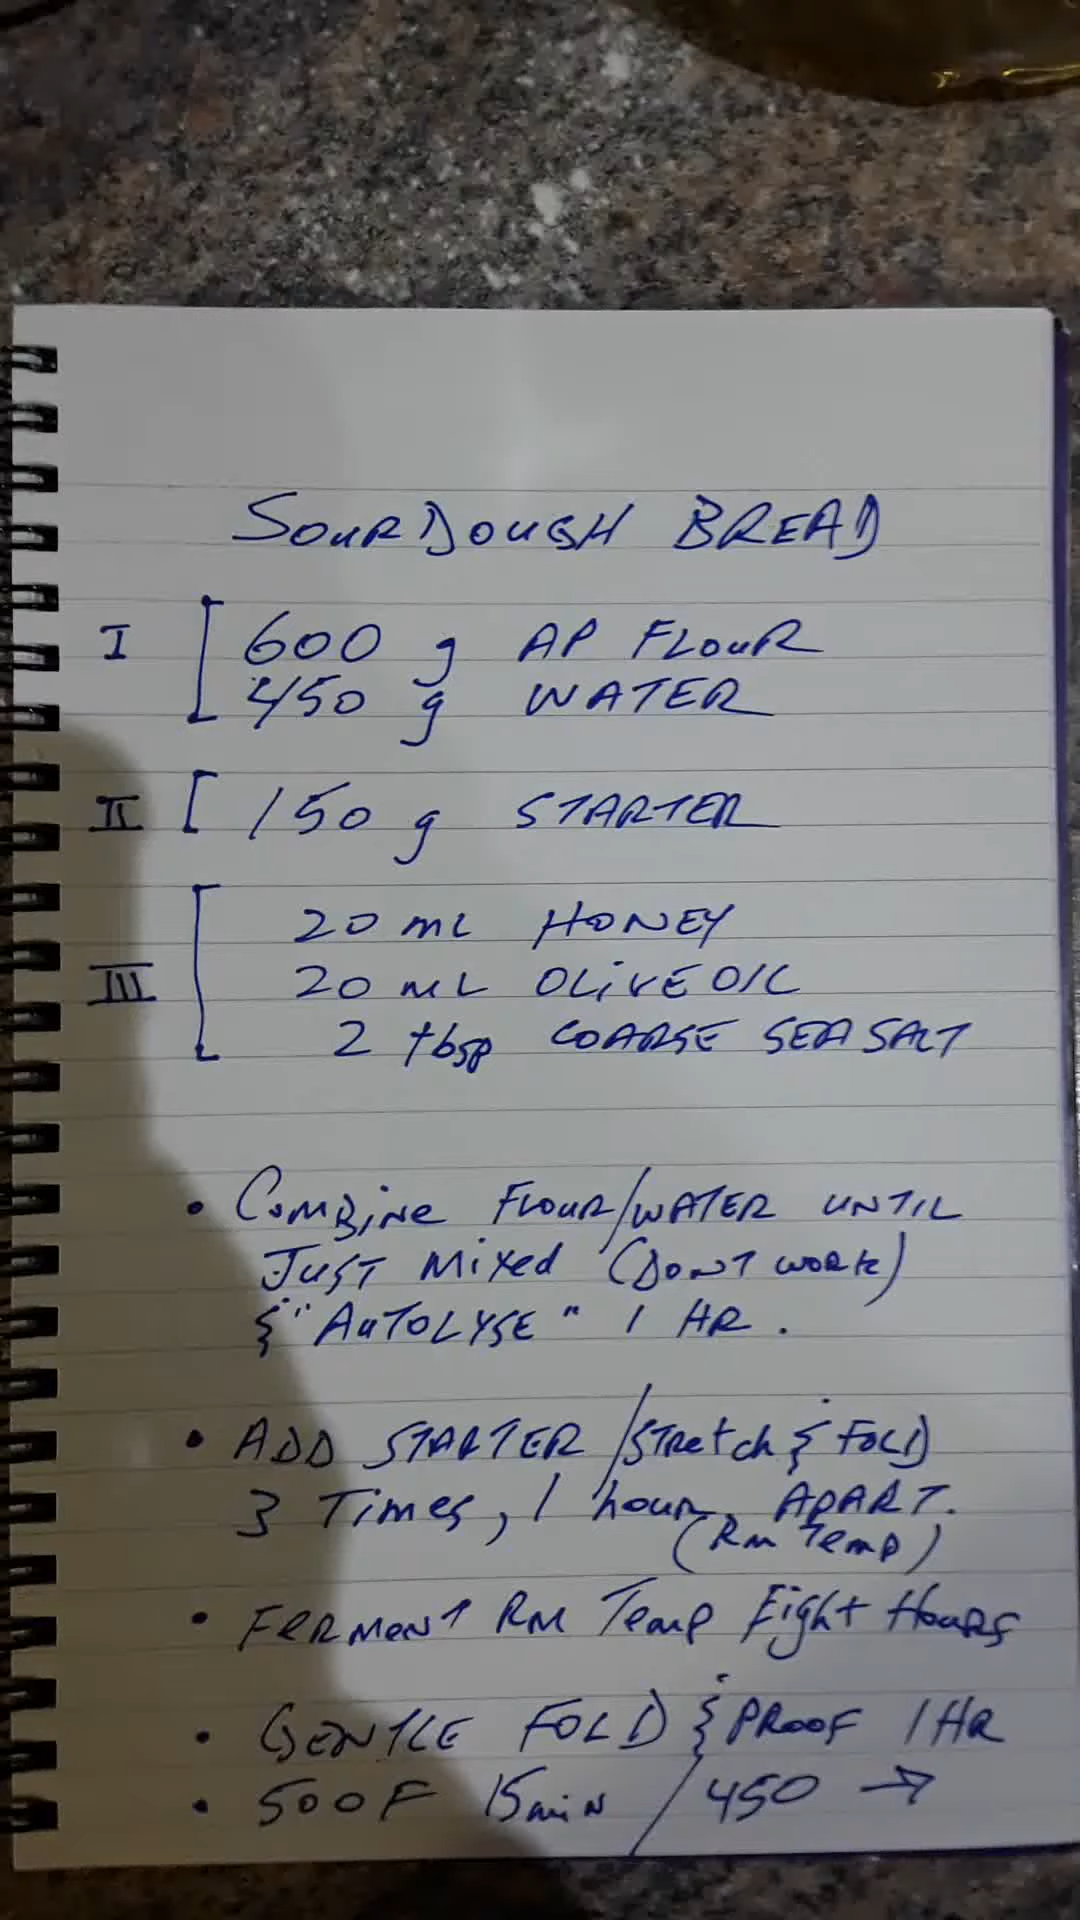 SOURDOUGH BREAD
I 600 g AP FLOUR
450 g WATER
II 150 g STARTER
20 mL HONEY
III 20 mL OLIVE OIL
2 tbsp COARSE SEA SALT
• COMBINE FLOUR/WATER UNTIL
JUST MIXED (DONT WORK)
& "AUTOLYSE" 1 HR.
• ADD STARTER / STRETCH & FOLD
3 TIMES, 1 hour APART.
(RM TEMP)
• FERMENT RM TEMP EIGHT HOURS
• GENTLE FOLD & PROOF 1 HR
• 500F 15 min / 450 →